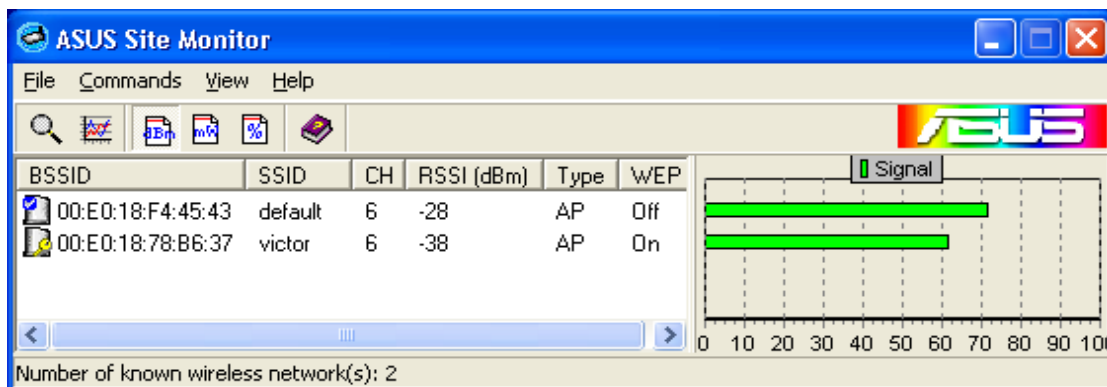 ASUS Site Monitor
File Commands View Help
dBm mW % ASUS
BSSID SSID CH RSSI (dBm) Type WEP Signal
00:E0:18:F4:45:43 default 6 -28 AP Off
00:E0:18:78:B6:37 victor 6 -38 AP On
0 10 20 30 40 50 60 70 80 90 100
Number of known wireless network(s): 2